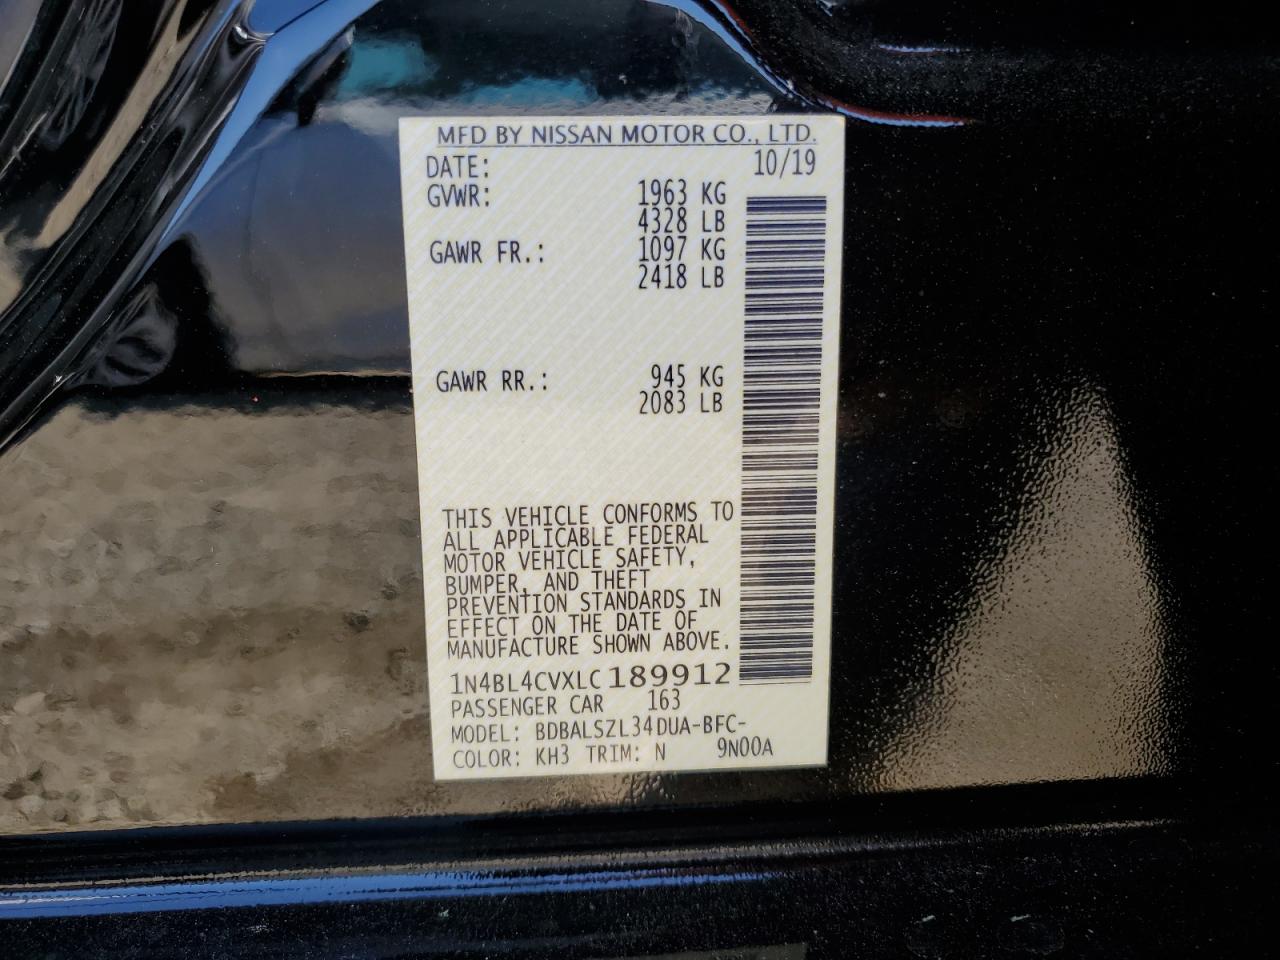 MFD BY NISSAN MOTOR CO., LTD.
DATE: 10/19
GVWR: 1963 KG
4328 LB
GAWR FR.: 1097 KG
2418 LB
GAWR RR.: 945 KG
2083 LB
THIS VEHICLE CONFORMS TO
ALL APPLICABLE FEDERAL
MOTOR VEHICLE SAFETY,
BUMPER, AND THEFT
PREVENTION STANDARDS IN
EFFECT ON THE DATE OF
MANUFACTURE SHOWN ABOVE.
1N4BL4CVXLC189912
PASSENGER CAR 163
MODEL: BDBALSZL34DUA-BFC-
COLOR: KH3 TRIM: N 9N00A